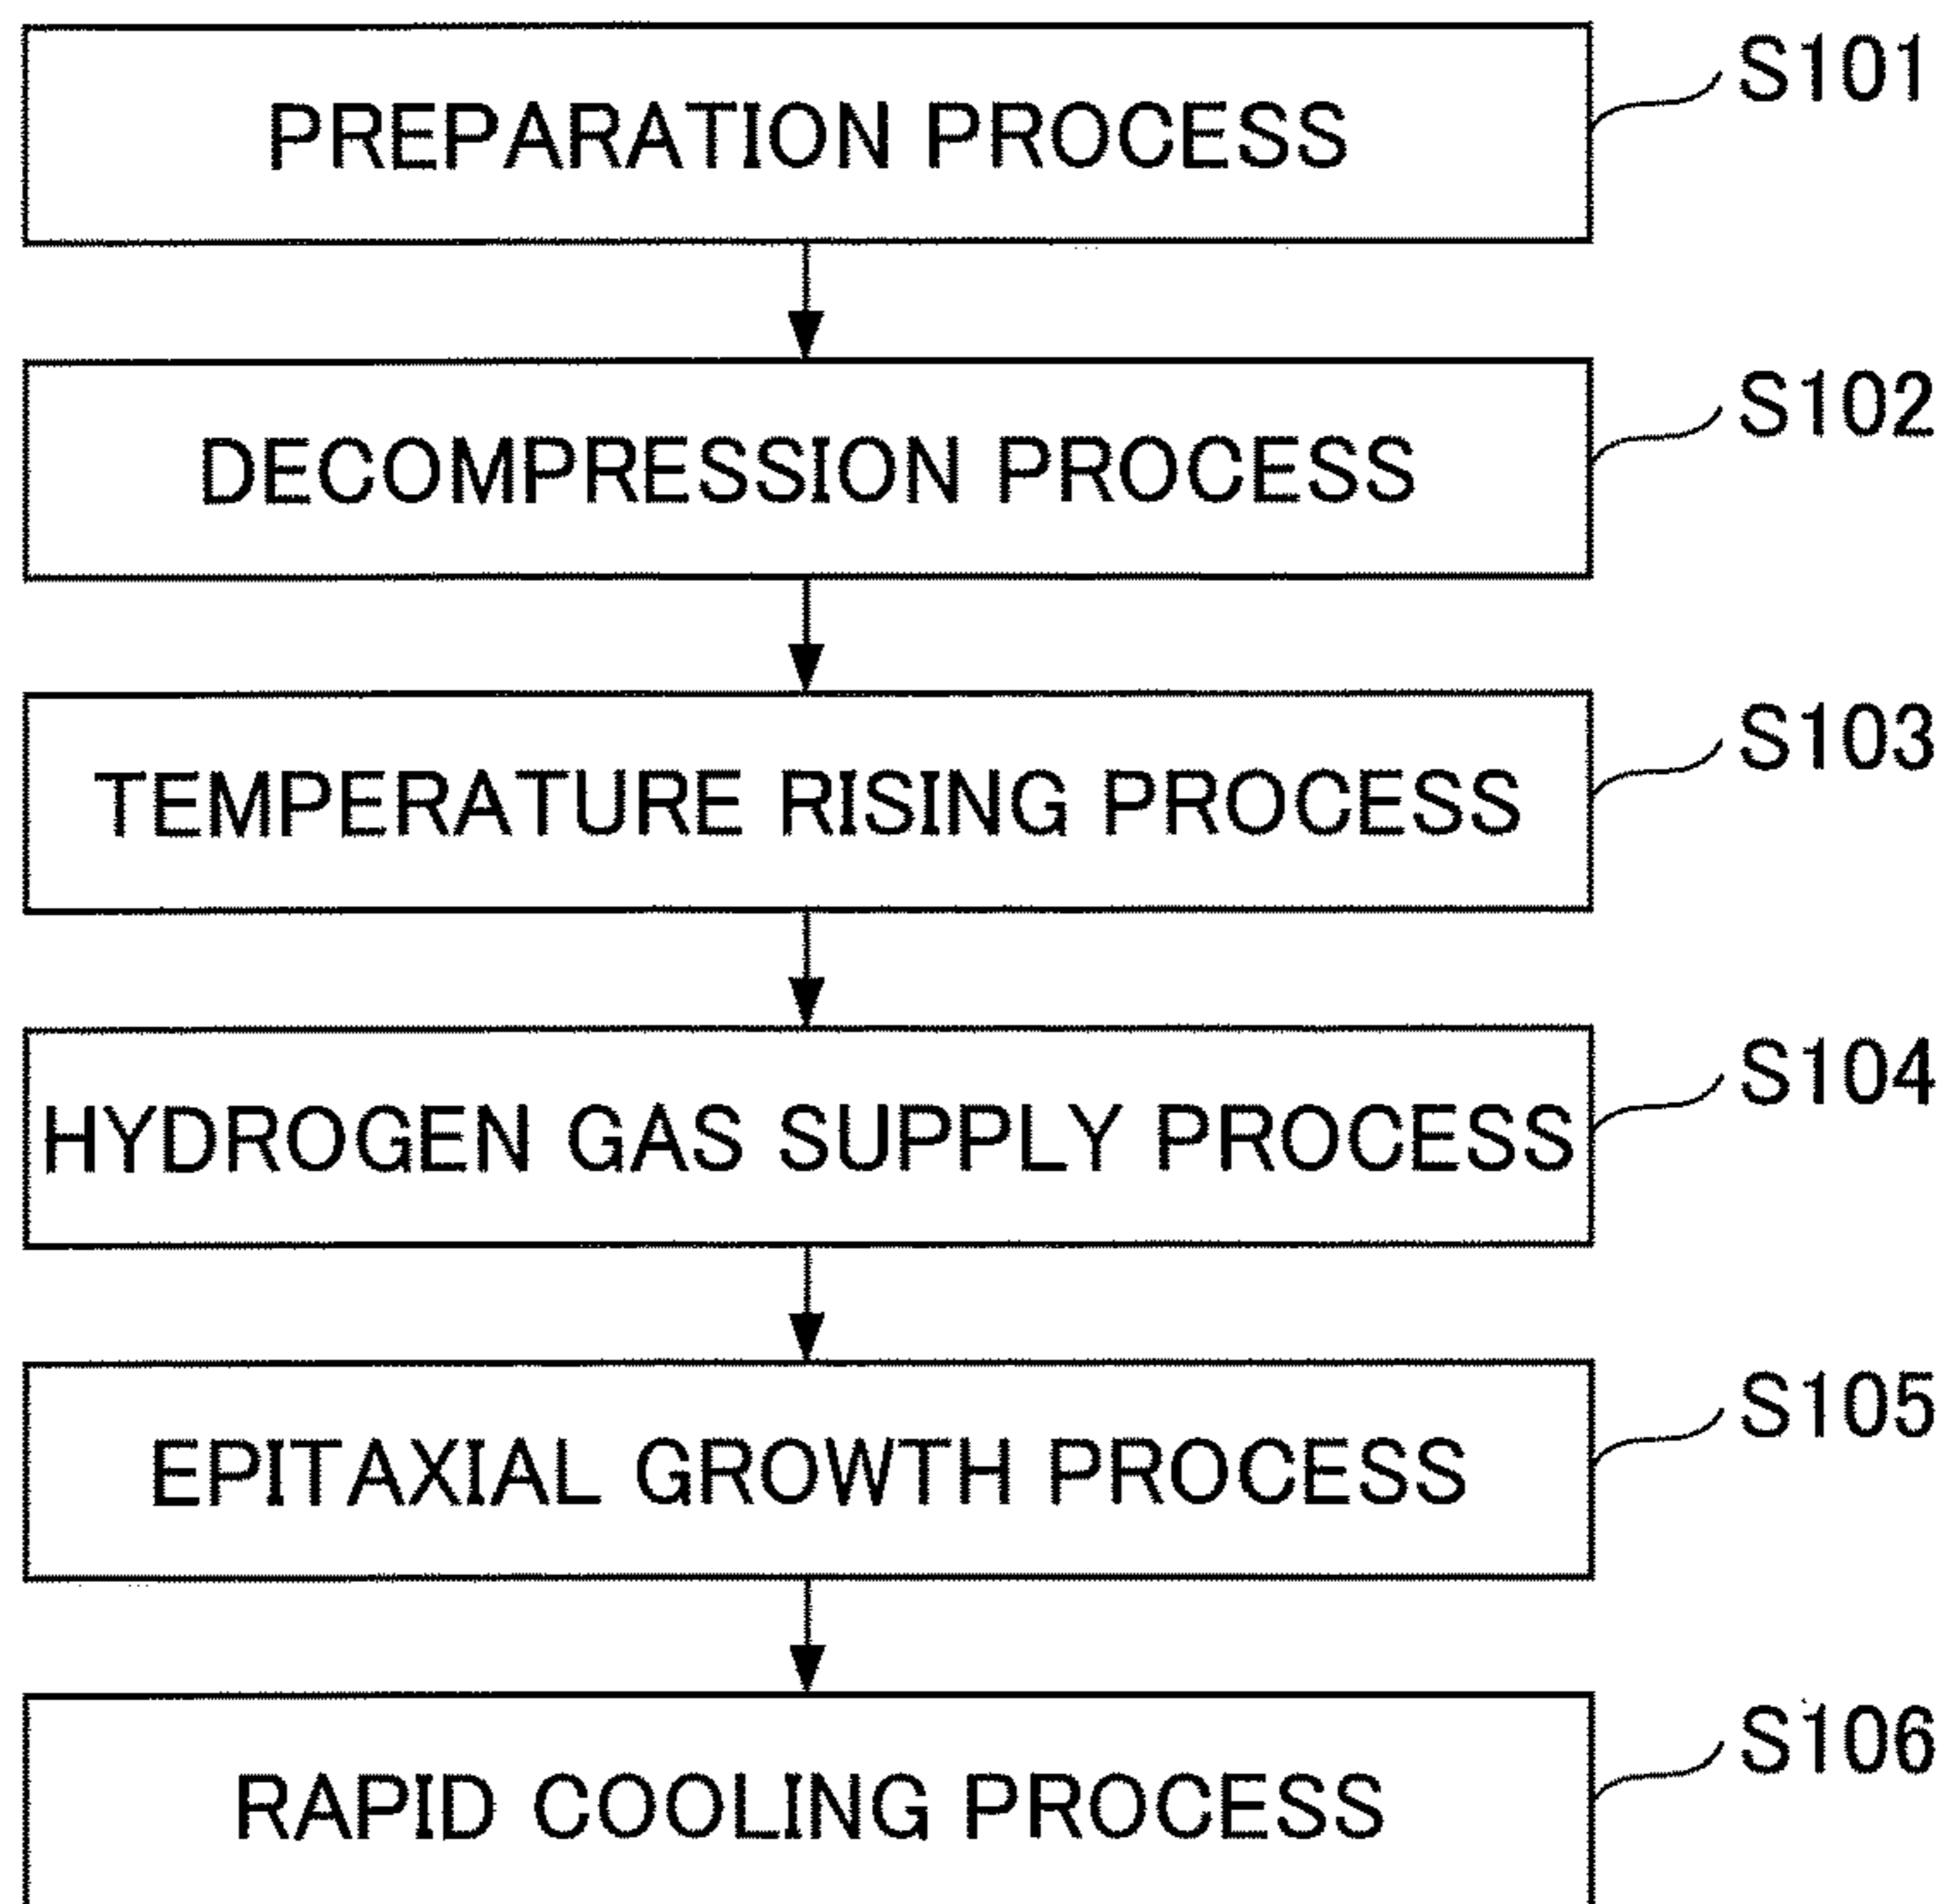 PREPARATION PROCESS S101
DECOMPRESSION PROCESS S102
TEMPERATURE RISING PROCESS S103
HYDROGEN GAS SUPPLY PROCESS S104
EPITAXIAL GROWTH PROCESS S105
RAPID COOLING PROCESS S106